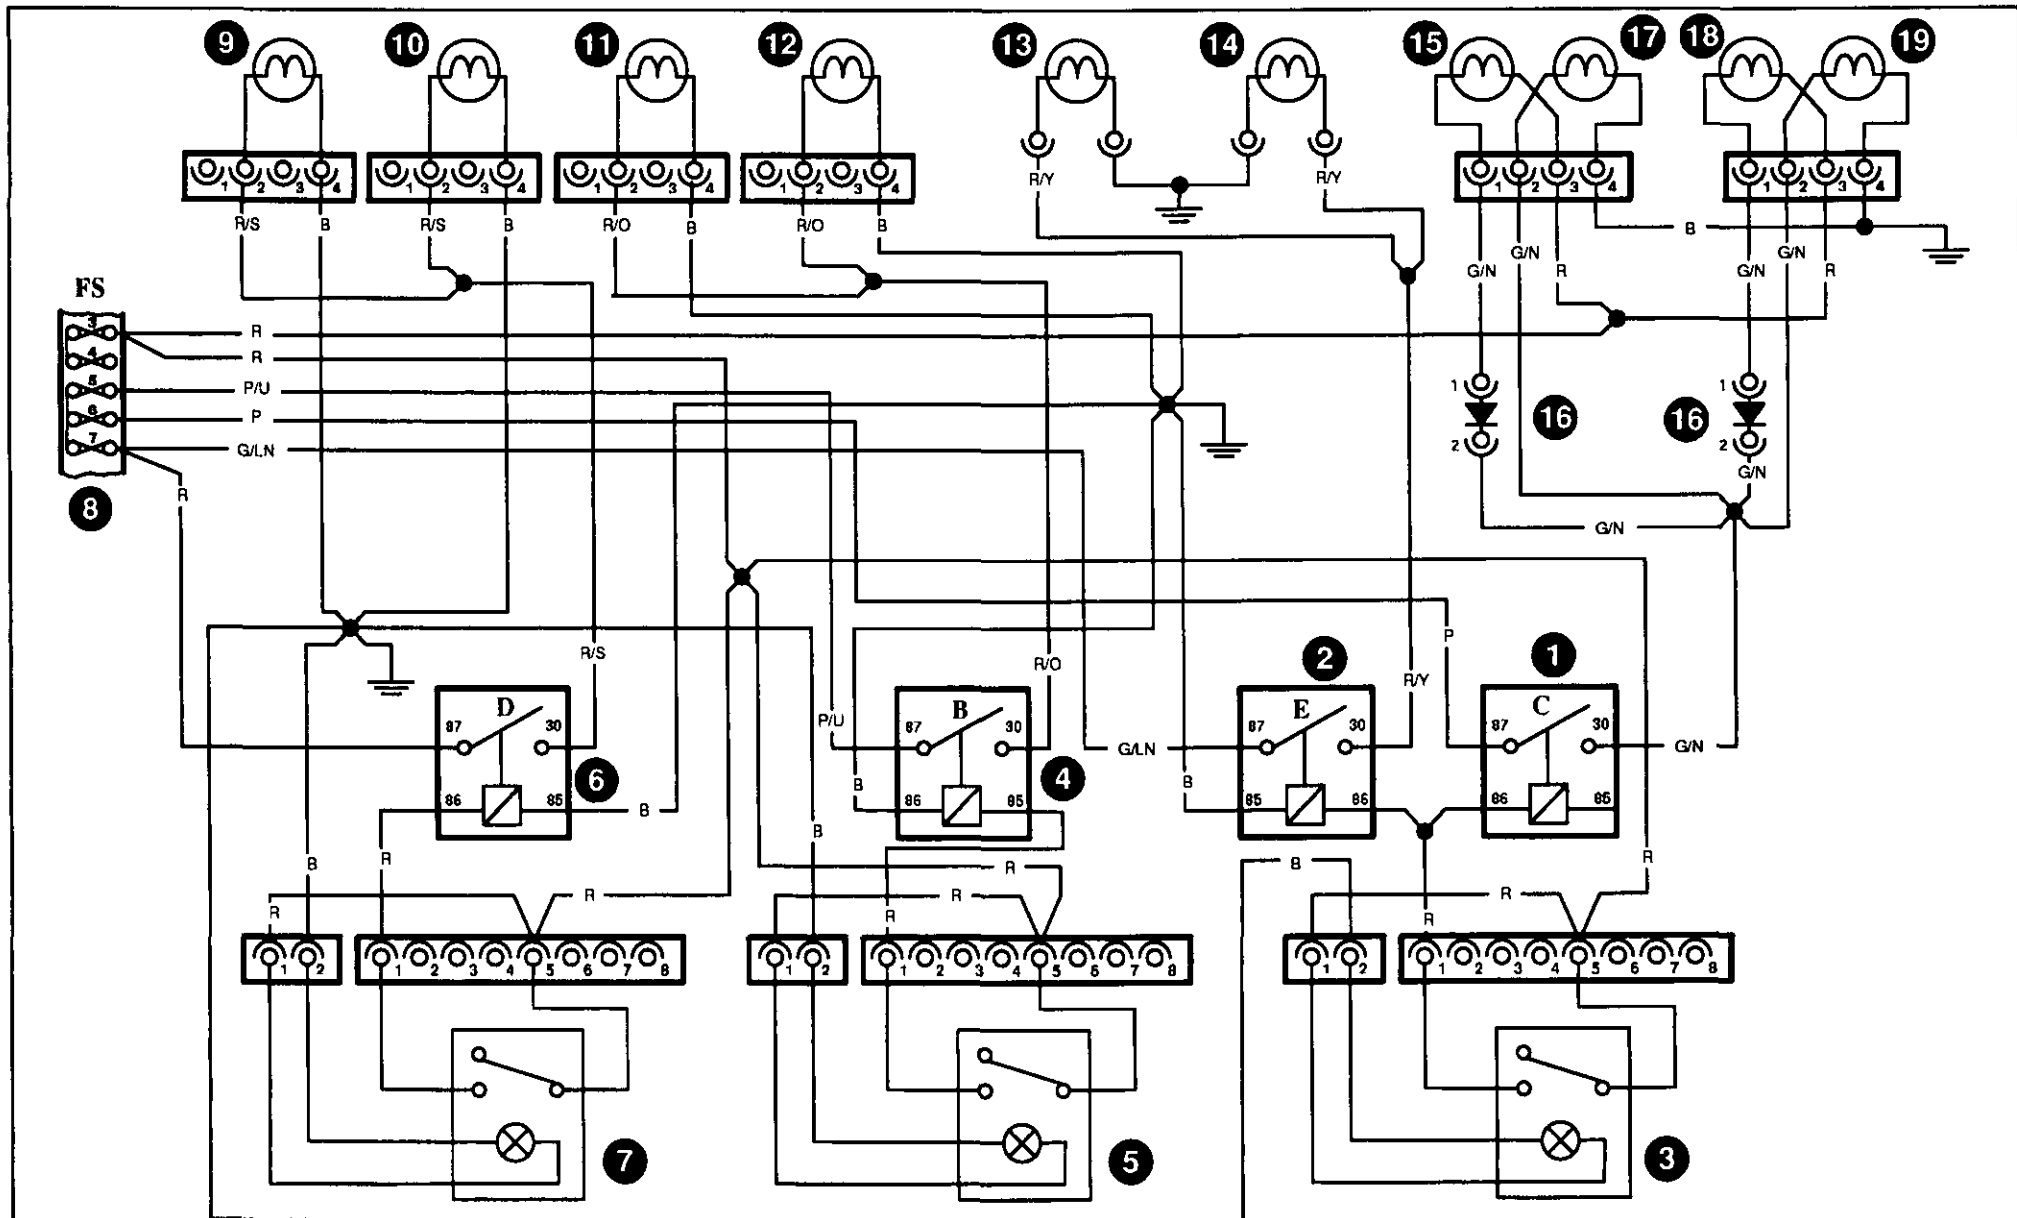 9 10 11 12 13 14 15 17 18 19
1 2 3 4 1 2 3 4 1 2 3 4 1 2 3 4 1 2 3 4 1 2 3 4
R/Y R/Y
R/S B R/S B R/O B R/O B B
G/N G/N
G/N R G/N R
FS
3 R
4 R
5 P/U
6 P
7 G/LN
1 16 16 1
2 2
G/N
R
8
G/N
R/S R/O P
2 1
R/Y
D B E C
87 30 87 30 87 30 87 30
P/U
G/LN G/N
6 4
B B
86 85 B 86 85 85 86 86 85
B
B R R B R
R R R
R R R
1 2 1 2 3 4 5 6 7 8 1 2 1 2 3 4 5 6 7 8 1 2 1 2 3 4 5 6 7 8
7 5 3